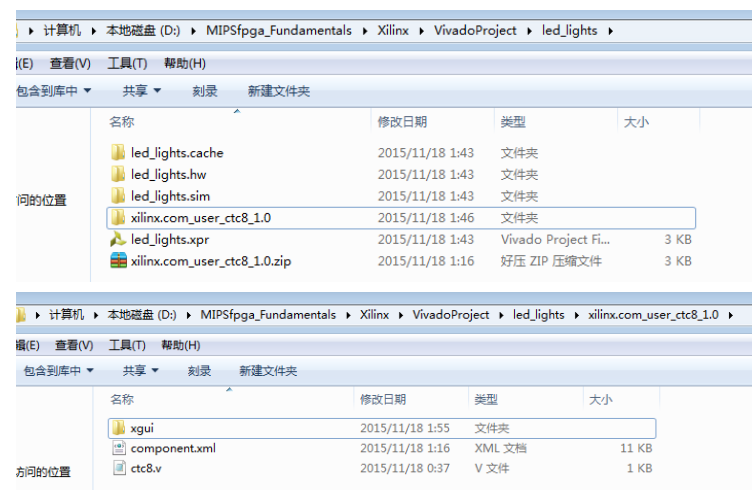 计算机 本地磁盘 (D:) MIPSfpga_Fundamentals Xilinx VivadoProject led_lights
(E) 查看(V) 工具(T) 帮助(H)
包含到库中 共享 刻录 新建文件夹
名称 修改日期 类型 大小
led_lights.cache 2015/11/18 1:43 文件夹
led_lights.hw 2015/11/18 1:43 文件夹
led_lights.sim 2015/11/18 1:43 文件夹
问的位置
xilinx.com_user_ctc8_1.0 2015/11/18 1:46 文件夹
led_lights.xpr 2015/11/18 1:43 Vivado Project Fi... 3 KB
xilinx.com_user_ctc8_1.0.zip 2015/11/18 1:16 好压 ZIP 压缩文件 3 KB
计算机 本地磁盘 (D:) MIPSfpga_Fundamentals Xilinx VivadoProject led_lights xilinx.com_user_ctc8_1.0
辑(E) 查看(V) 工具(T) 帮助(H)
包含到库中 共享 刻录 新建文件夹
名称 修改日期 类型 大小
xgui 2015/11/18 1:55 文件夹
component.xml 2015/11/18 1:16 XML 文档 11 KB
ctc8.v 2015/11/18 0:37 V 文件 1 KB
访问的位置